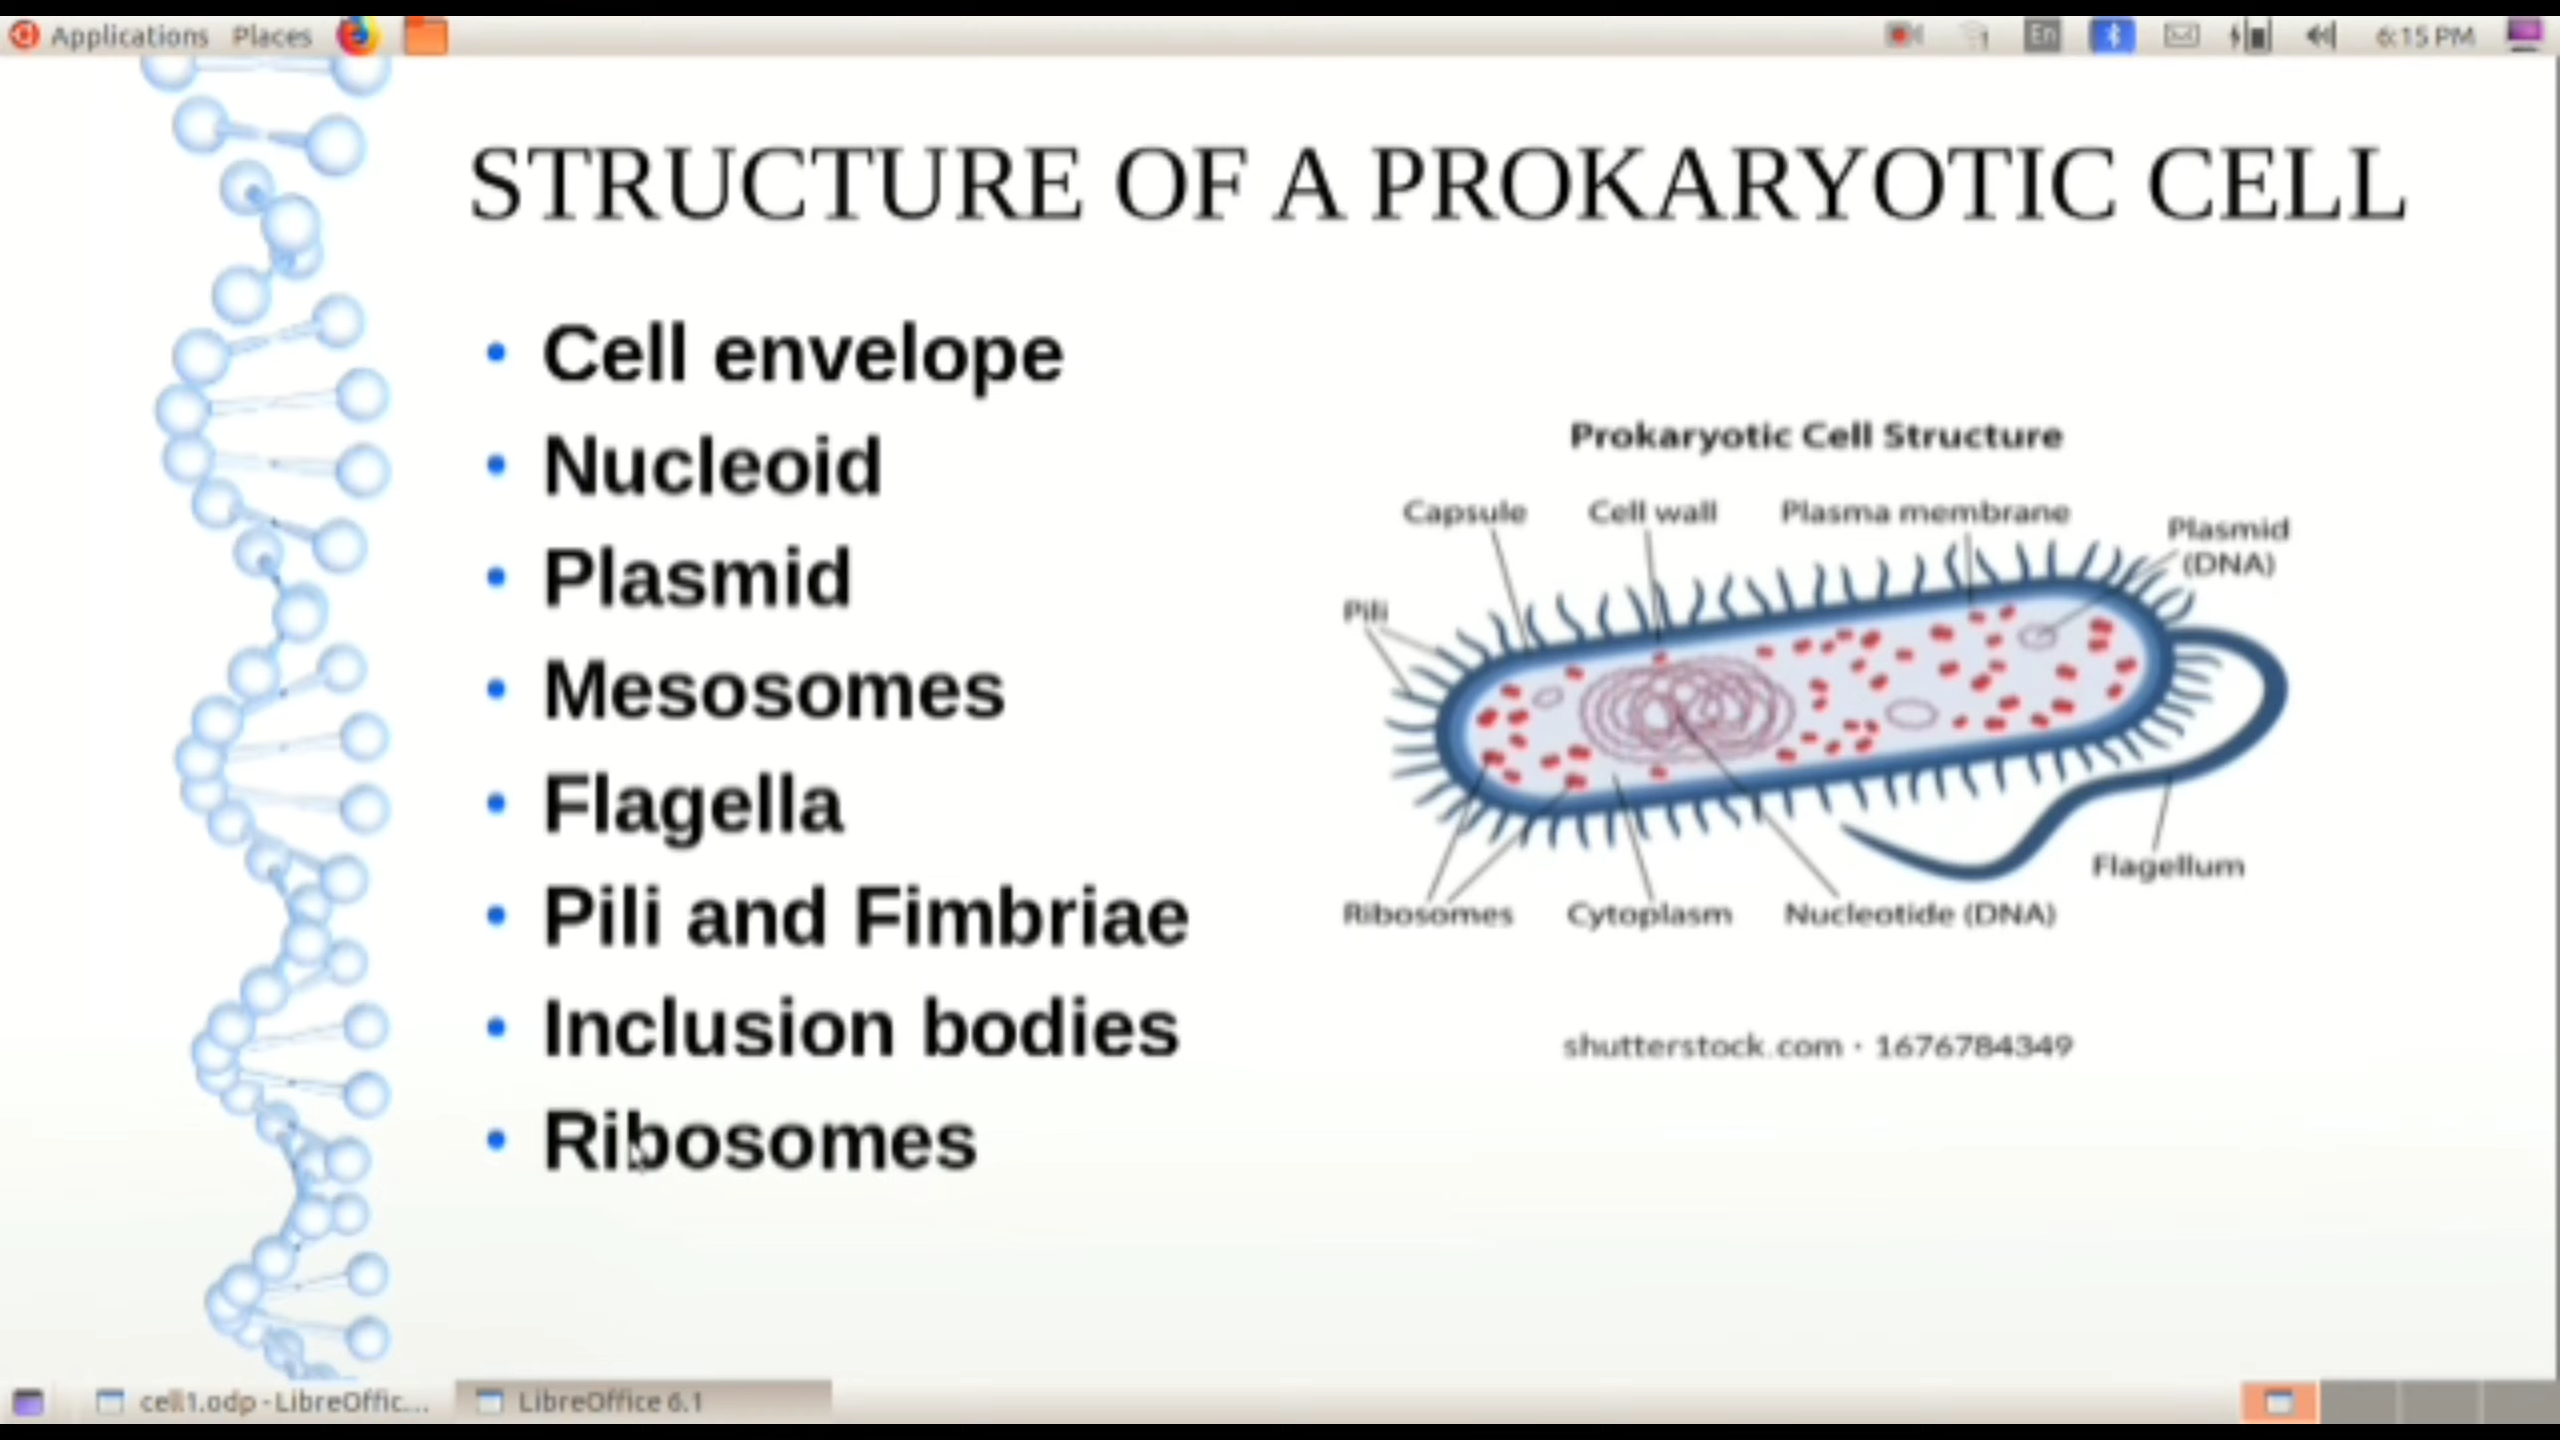 Applications Places En 6:15 PM
STRUCTURE OF A PROKARYOTIC CELL
• Cell envelope
• Nucleoid
• Plasmid
• Mesosomes
• Flagella
• Pili and Fimbriae
• Inclusion bodies
• Ribosomes
Prokaryotic Cell Structure
Capsule Cell wall Plasma membrane
Plasmid
(DNA)
Pili
Flagellum
Ribosomes Cytoplasm Nucleotide (DNA)
shutterstock.com · 1676784349
cell1.odp - LibreOffic... LibreOffice 6.1